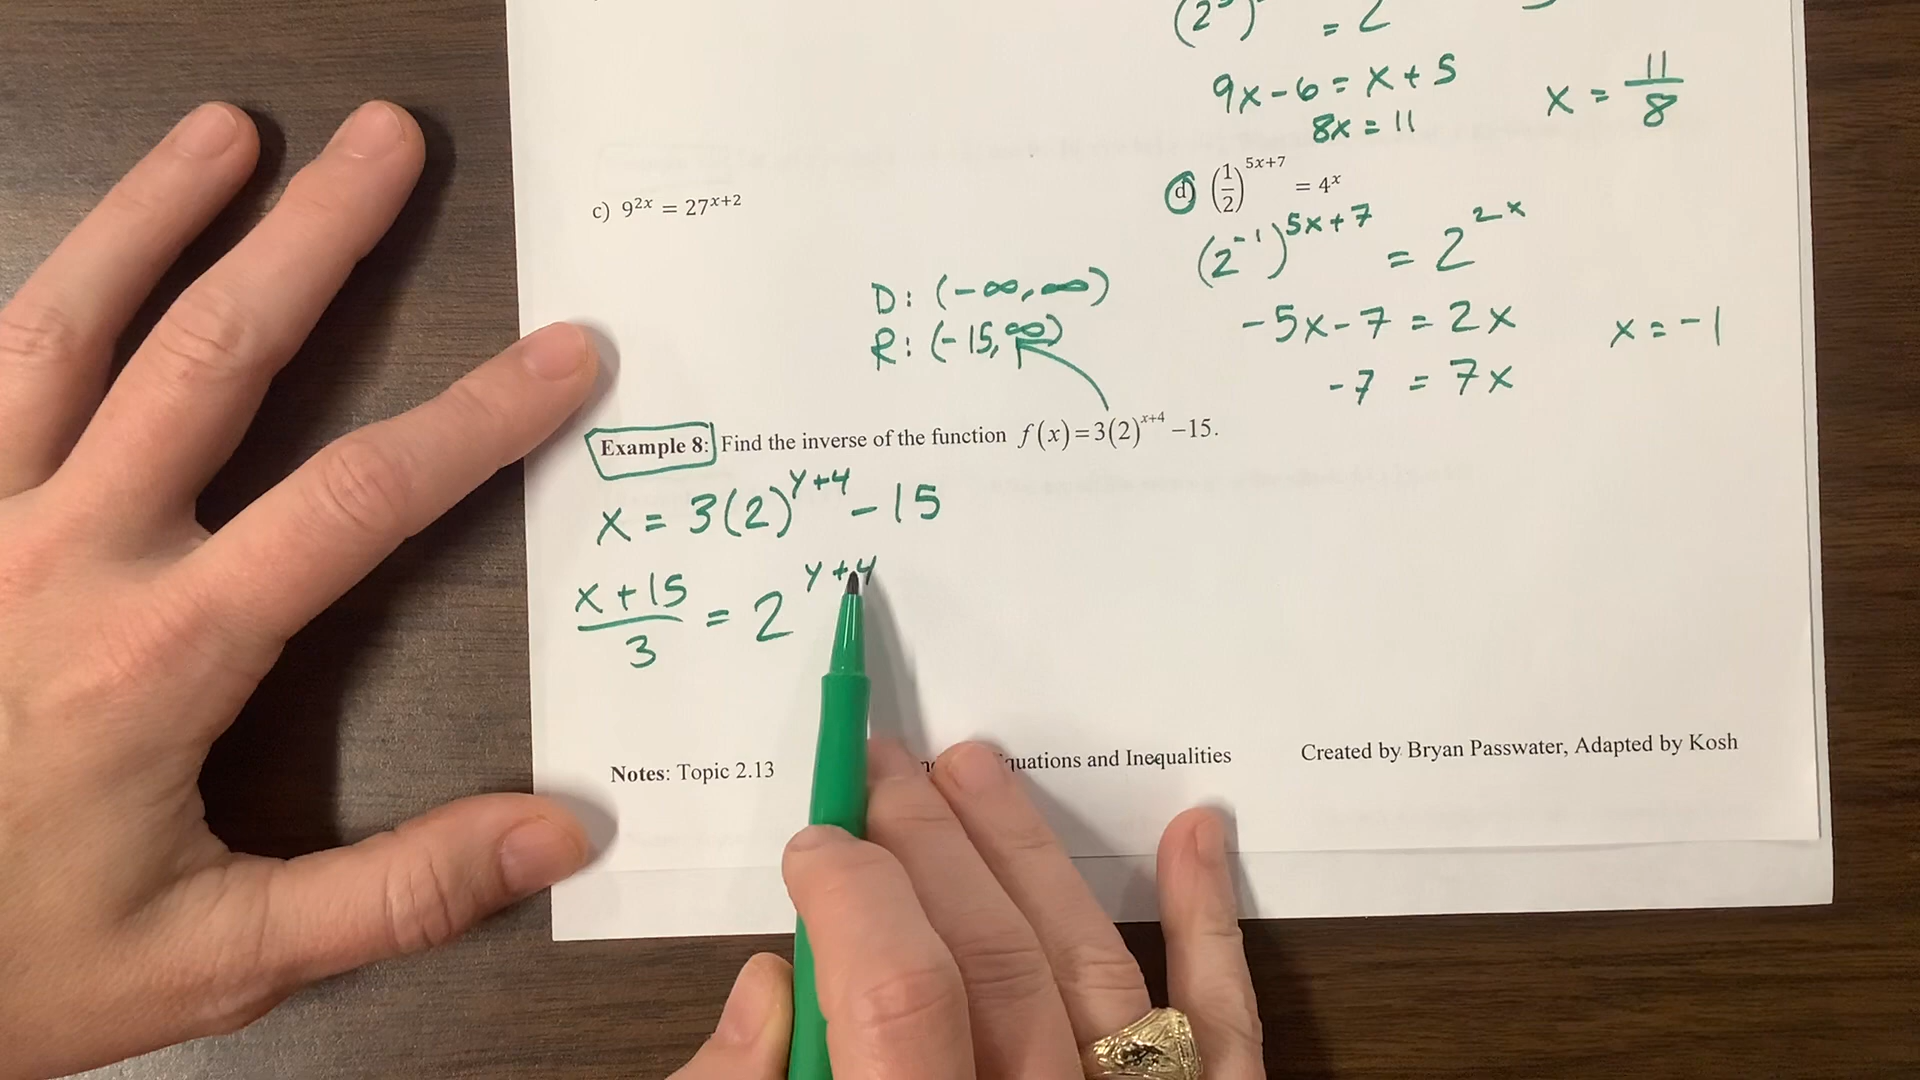 (2³) = 2
9x-6 = x+5
8x = 11
x = 11/8
c) 9^{2x} = 27^{x+2}
d) (1/2)^{5x+7} = 4^x
(2^{-1})^{5x+7} = 2^{2x}
-5x-7 = 2x
-7 = 7x
x = -1
D: (-∞, ∞)
R: (-15, ∞)
Example 8: Find the inverse of the function f(x)=3(2)^{x+4}-15.
x = 3(2)^{y+4} - 15
(x+15)/3 = 2^{y+4}
Notes: Topic 2.13 and Inequalities Created by Bryan Passwater, Adapted by Kosh